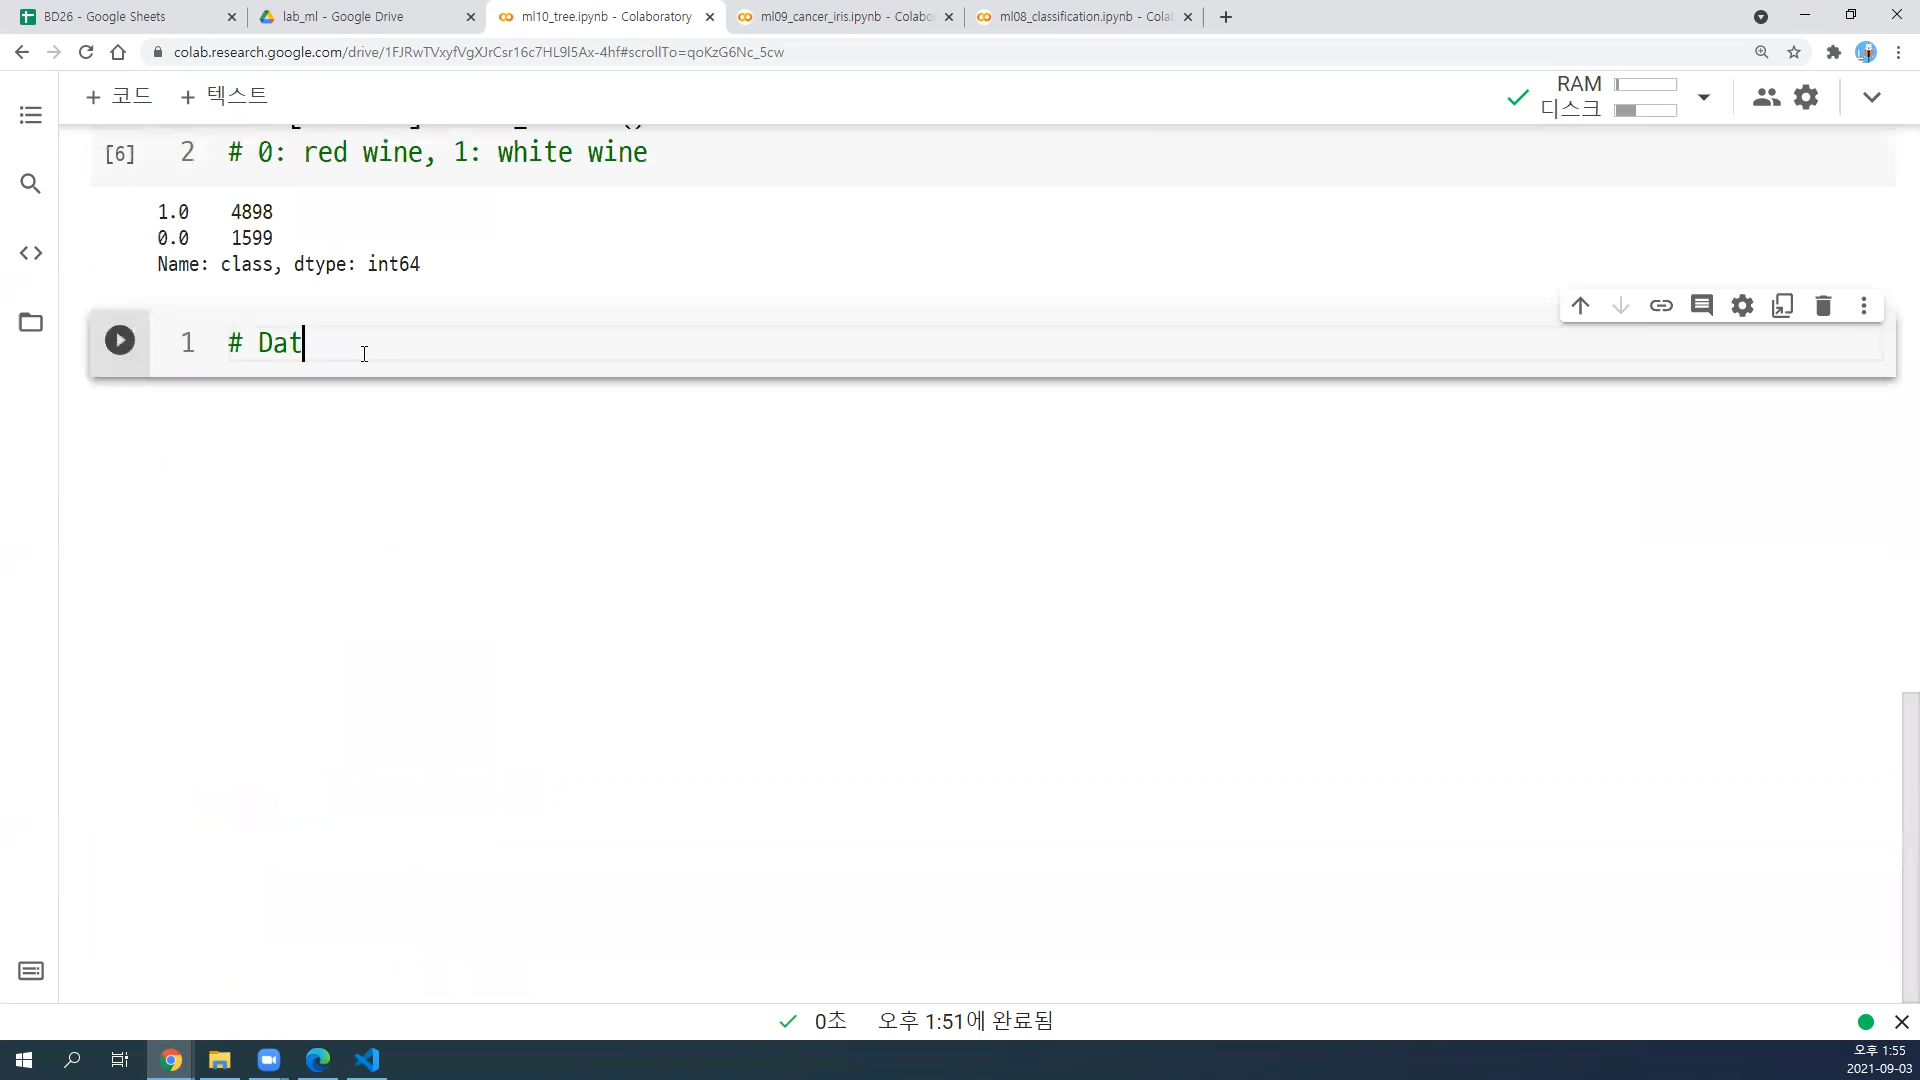 BD26 - Google Sheets
lab_ml - Google Drive
ml10_tree.ipynb - Colaboratory
ml09_cancer_iris.ipynb - Colabo
ml08_classification.ipynb - Cola
colab.research.google.com/drive/1FJRwTVxyfVgXJrCsr16c7HL9l5Ax-4hf#scrollTo=qoKzG6Nc_5cw
+ 코드 + 텍스트
RAM
디스크
[6] 2 # 0: red wine, 1: white wine
1.0 4898
0.0 1599
Name: class, dtype: int64
1 # Dat
0초 오후 1:51에 완료됨
오후 1:55
2021-09-03